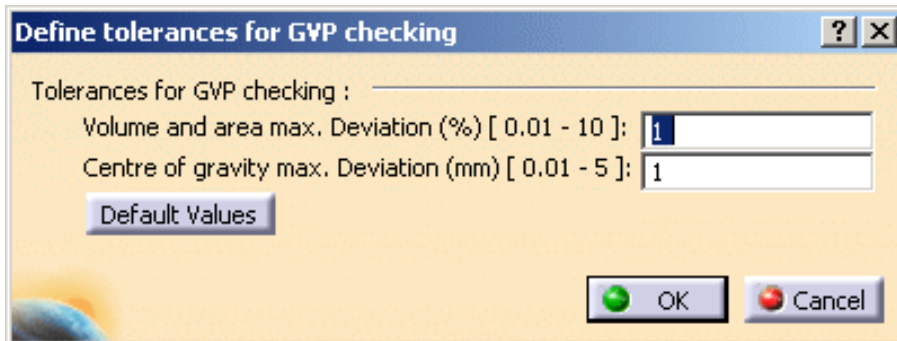 Define tolerances for GVP checking
Tolerances for GVP checking :
Volume and area max. Deviation (%) [ 0.01 - 10 ]: 1
Centre of gravity max. Deviation (mm) [ 0.01 - 5 ]: 1
Default Values
OK Cancel